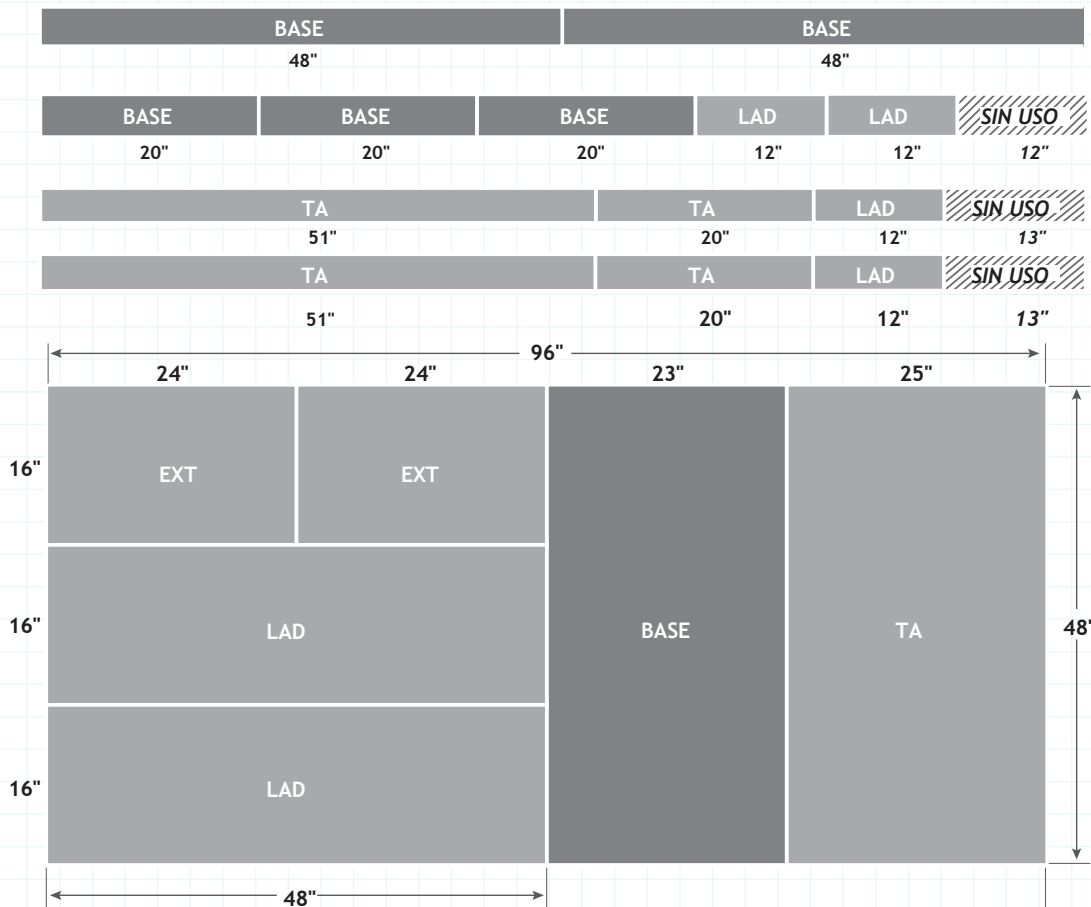 BASE BASE
48" 48"
BASE BASE BASE LAD LAD SIN USO
20" 20" 20" 12" 12" 12"
TA TA LAD SIN USO
51" 20" 12" 13"
TA TA LAD SIN USO
51" 20" 12" 13"
96"
24" 24" 23" 25"
16" EXT EXT
16" LAD BASE TA 48"
16" LAD
48"